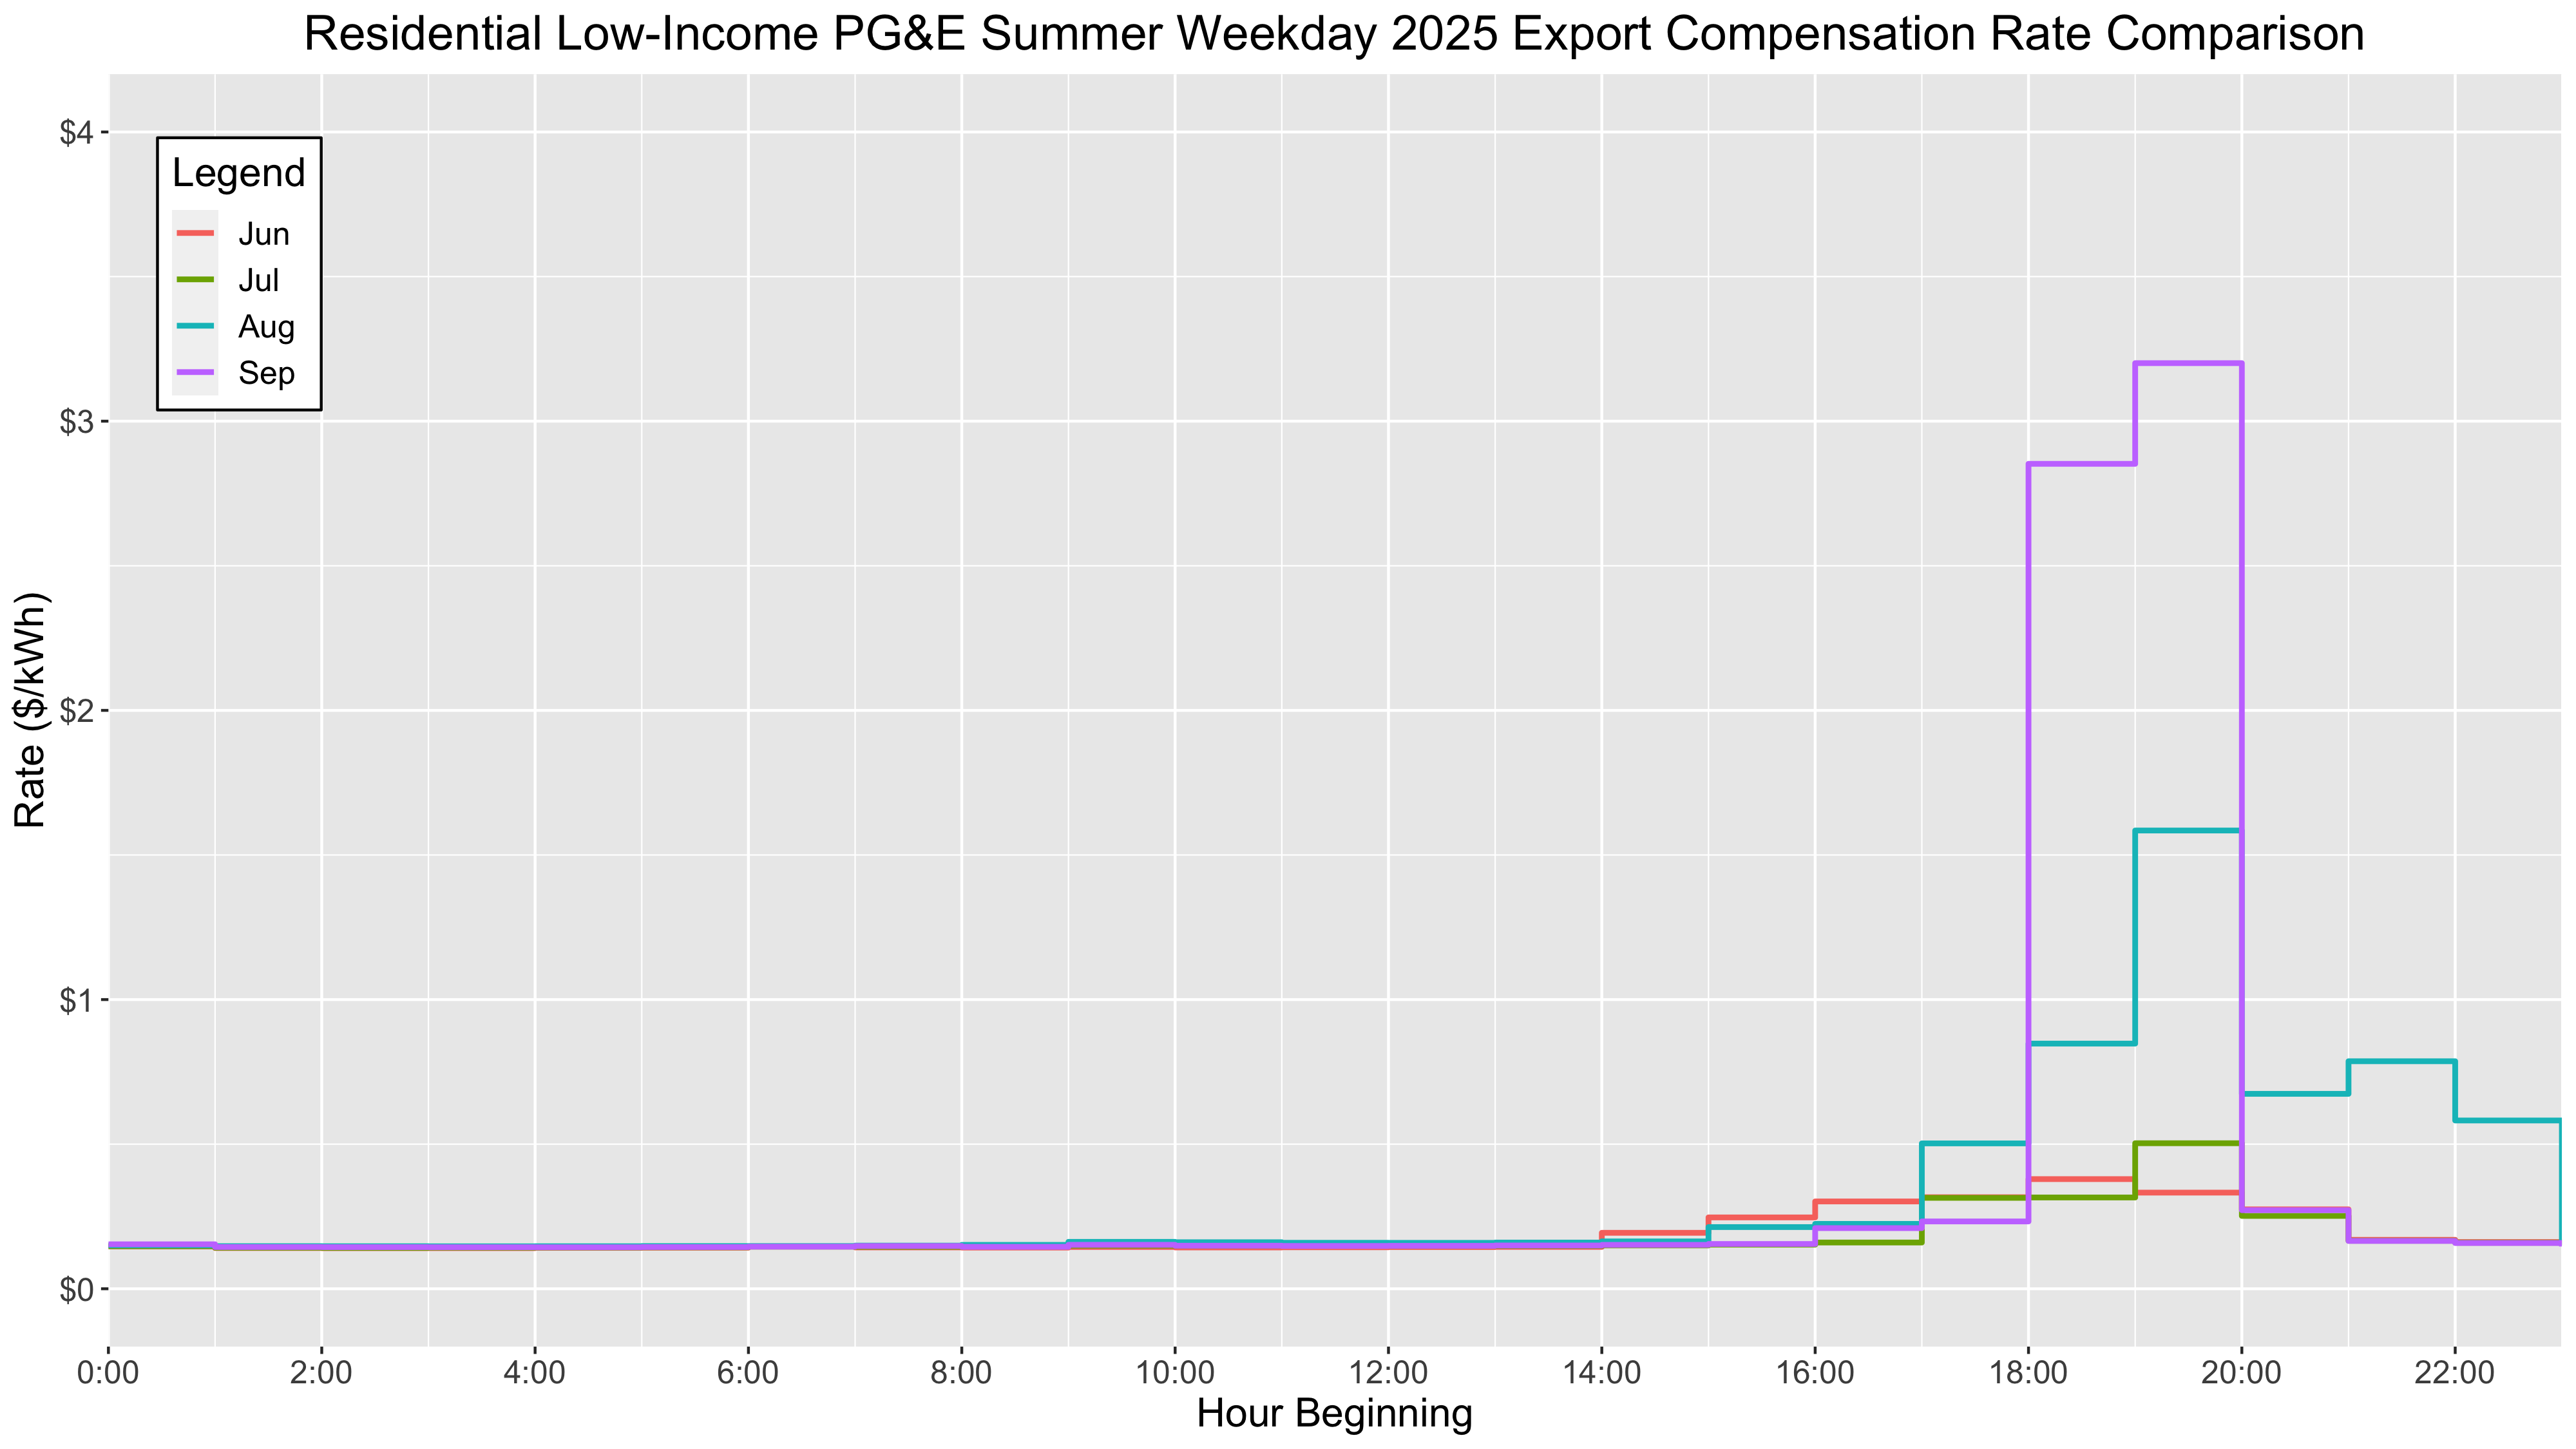 Residential Low-Income PG&E Summer Weekday 2025 Export Compensation Rate Comparison
$4
$3
$2
$1
$0
Rate ($/kWh)
Legend
Jun
Jul
Aug
Sep
0:00 2:00 4:00 6:00 8:00 10:00 12:00 14:00 16:00 18:00 20:00 22:00
Hour Beginning